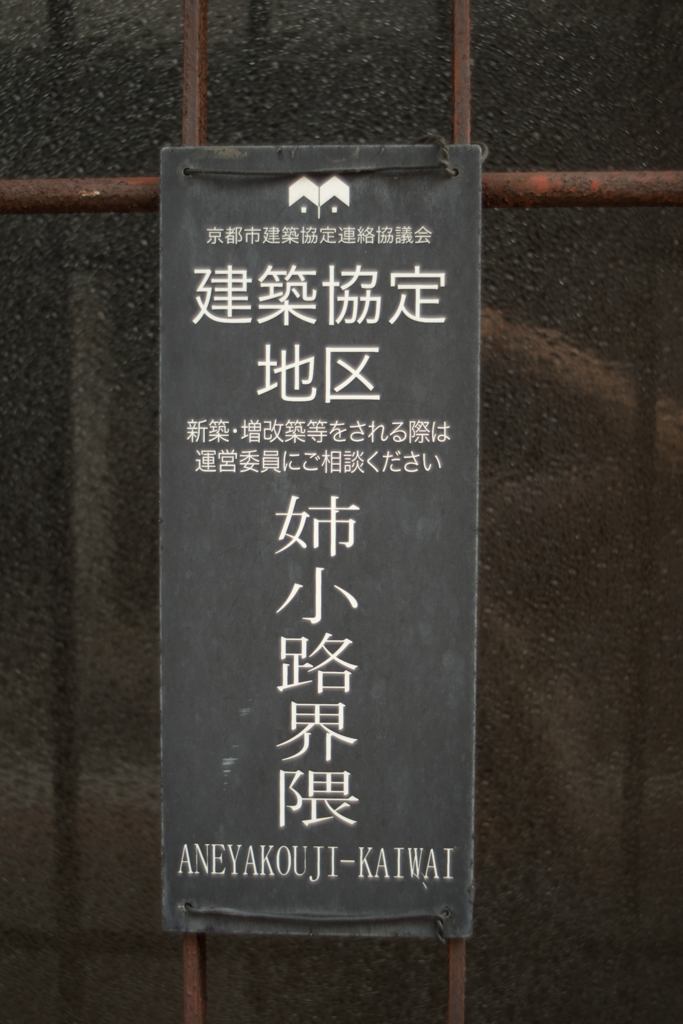 京都市建築協定連絡協議会
建築協定
地区
新築・増改築等をされる際は
運営委員にご相談ください
姉小路界隈
ANEYAKOUJI-KAIWAI